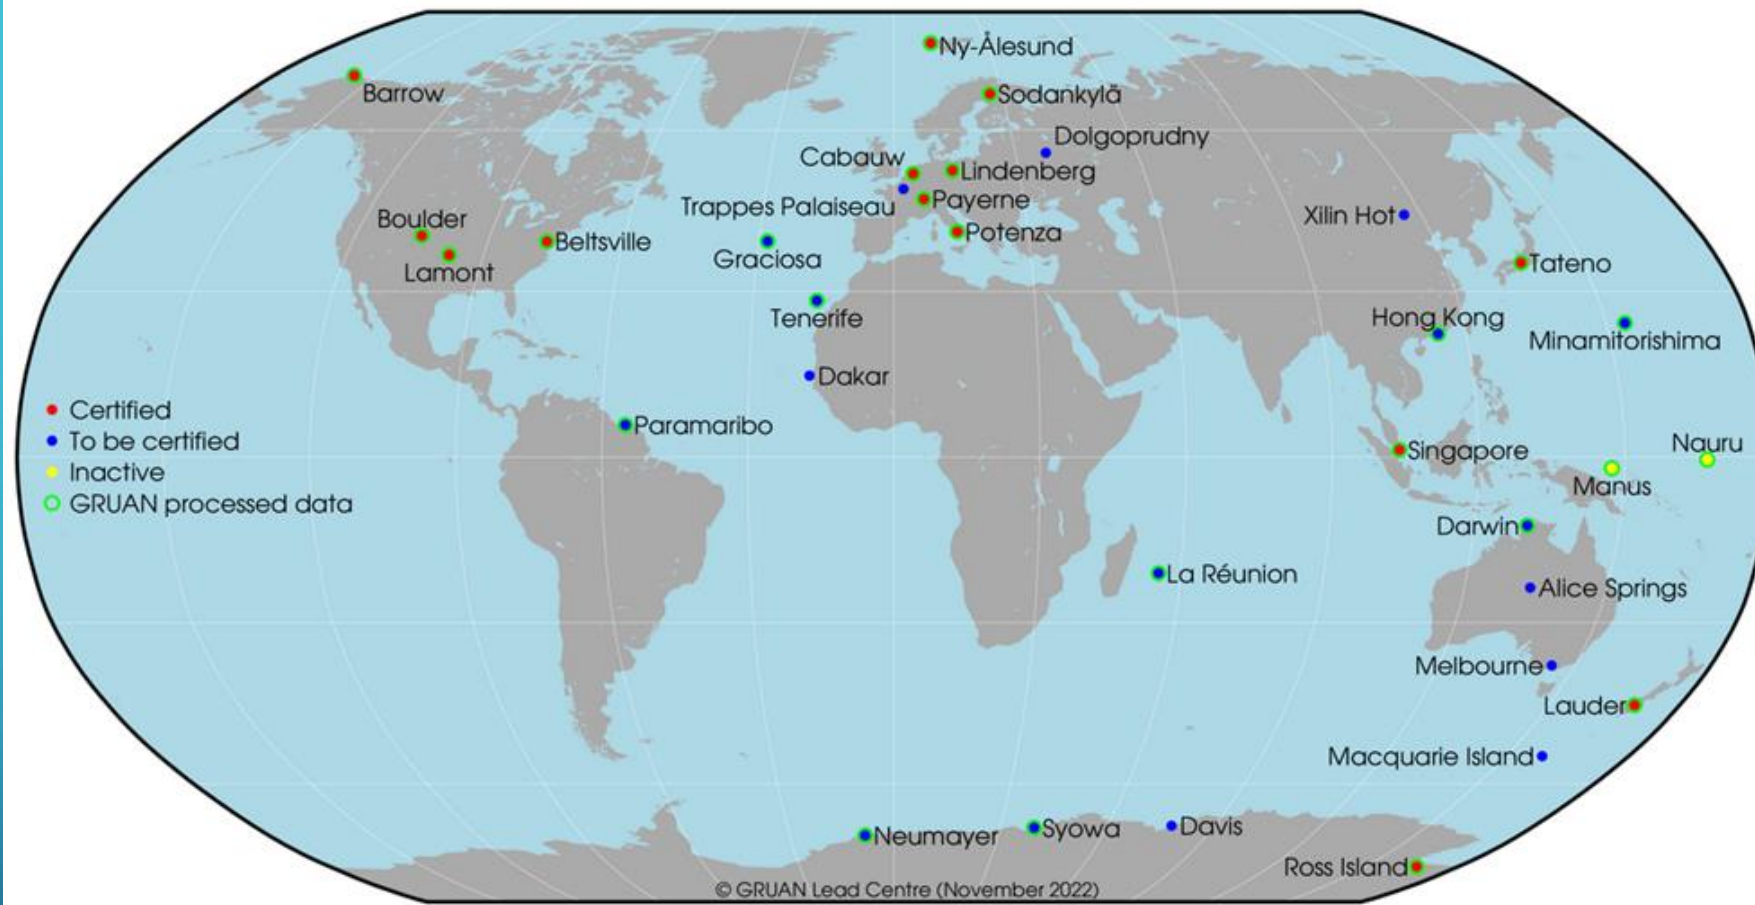 Ny-Ålesund
Barrow
Sodankylä
Dolgoprudny
Cabauw
Lindenberg
Trappes Palaiseau
Payerne
Xilin Hot
Boulder
Beltsville
Potenza
Graciosa
Lamont
Tateno
Tenerife
Hong Kong
Minamitorishima
Dakar
Certified
To be certified
Inactive
GRUAN processed data
Paramaribo
Singapore
Nauru
Manus
Darwin
La Réunion
Alice Springs
Melbourne
Lauder
Macquarie Island
Neumayer
Syowa
Davis
Ross Island
© GRUAN Lead Centre (November 2022)